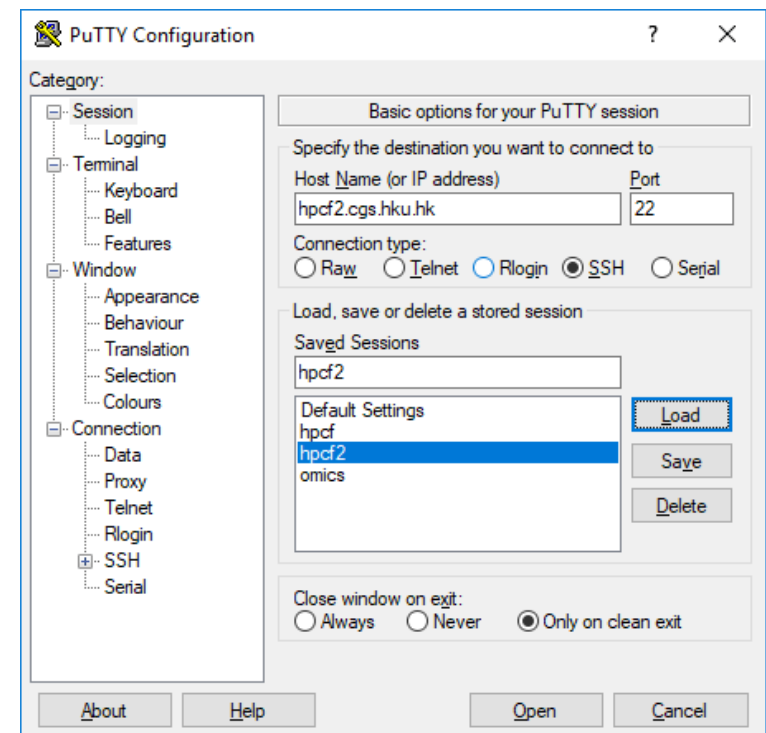 PuTTY Configuration
?
Category:
Session
Logging
Terminal
Keyboard
Bell
Features
Window
Appearance
Behaviour
Translation
Selection
Colours
Connection
Data
Proxy
Telnet
Rlogin
SSH
Serial
Basic options for your PuTTY session
Specify the destination you want to connect to
Host Name (or IP address) Port
hpcf2.cgs.hku.hk 22
Connection type:
Raw Telnet Rlogin SSH Serial
Load, save or delete a stored session
Saved Sessions
hpcf2
Default Settings
hpcf
hpcf2
omics
Load
Save
Delete
Close window on exit:
Always Never Only on clean exit
About Help Open Cancel